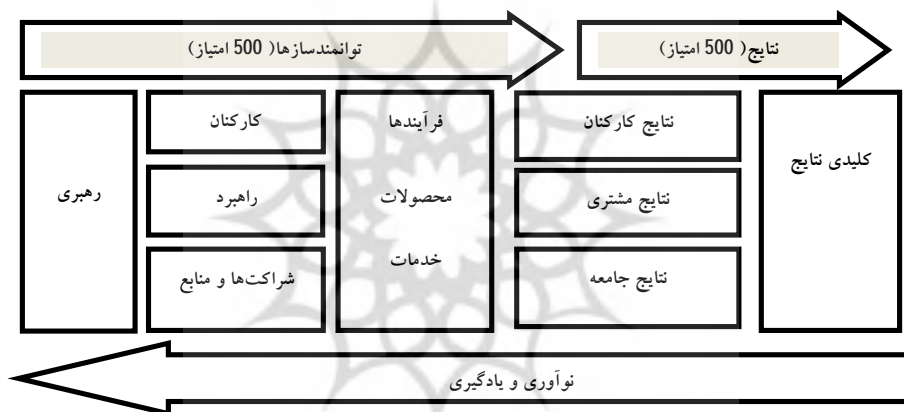 توانمندسازها( 500 امتیاز)
نتایج( 500 امتیاز)
رهبری
کارکنان
راهبرد
شراکت‌ها و منابع
فرآیندها
محصولات
خدمات
نتایج کارکنان
نتایج مشتری
نتایج جامعه
کلیدی نتایج
نوآوری و یادگیری